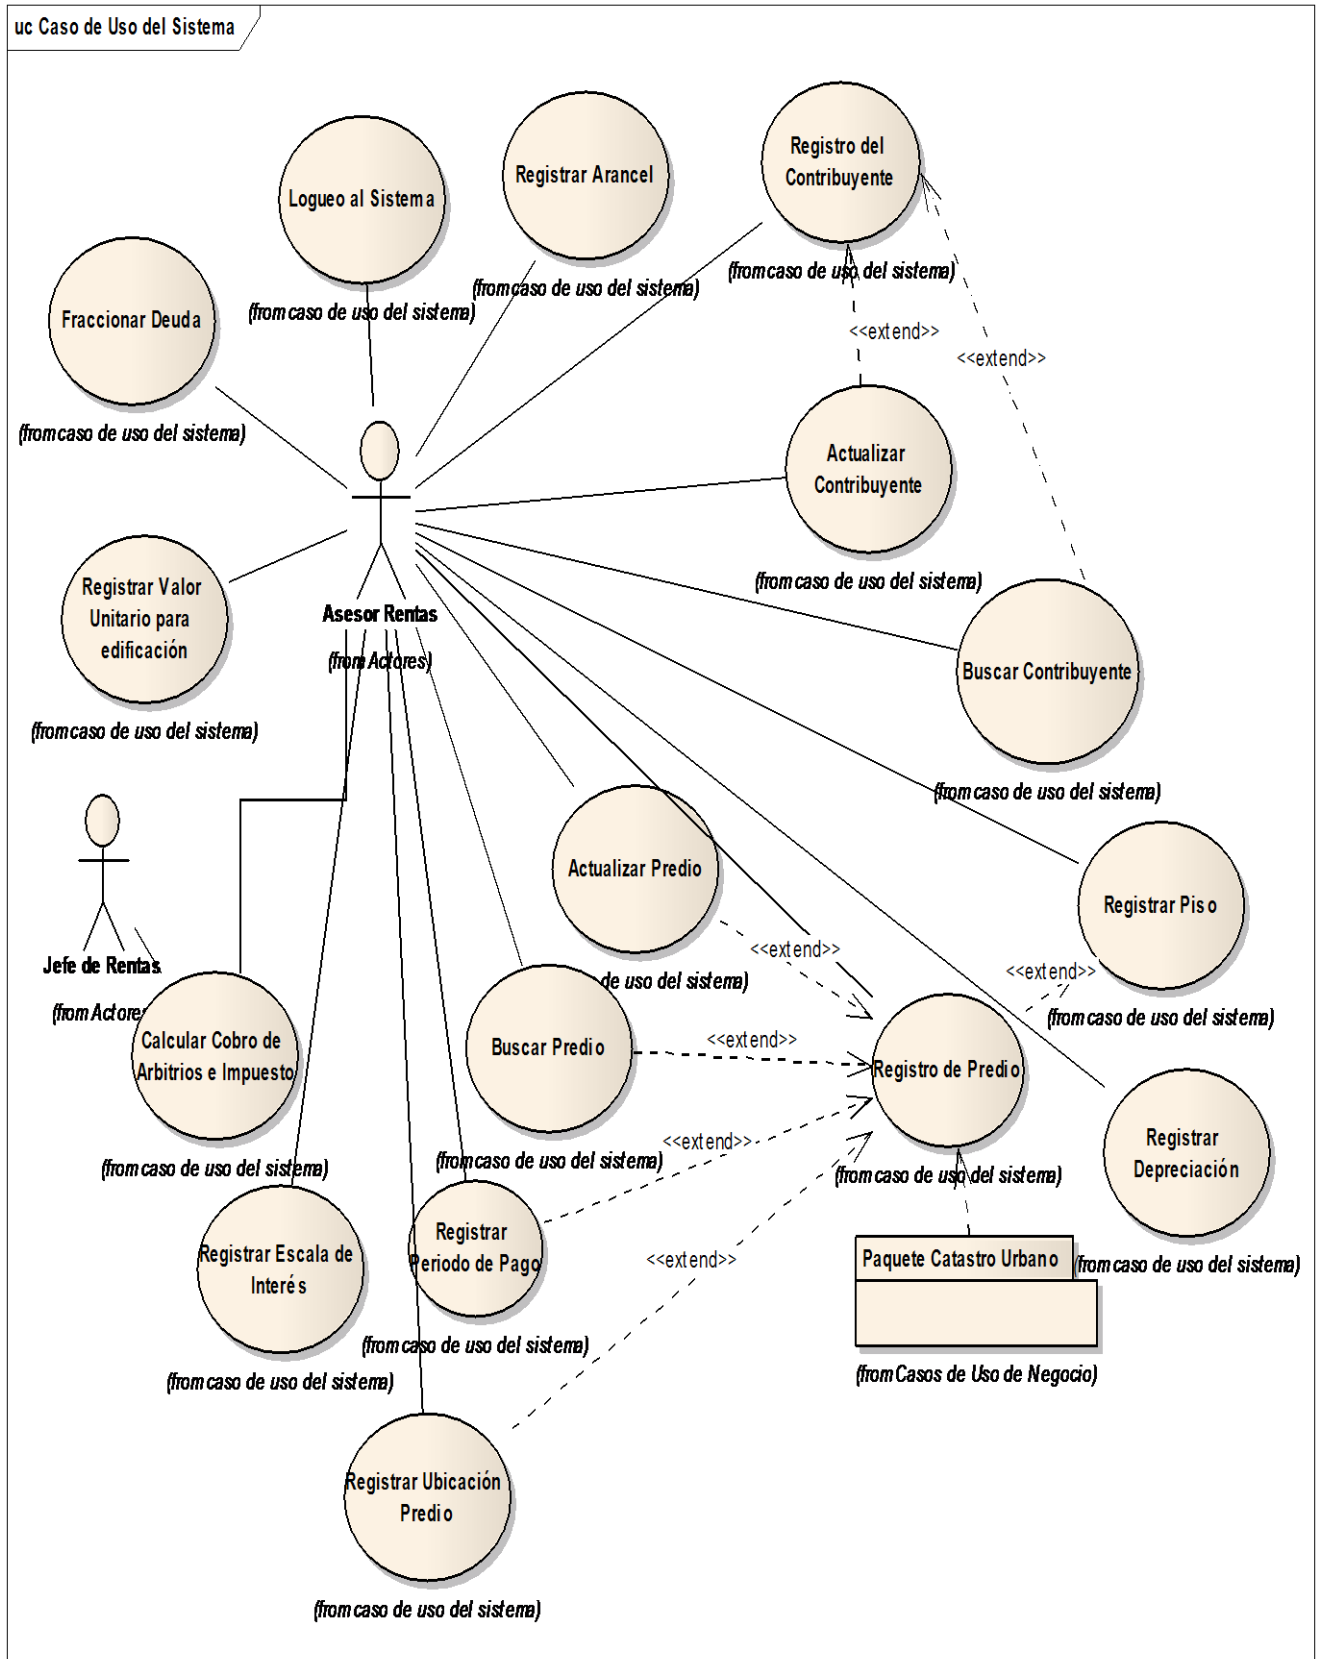 uc Caso de Uso del Sistema
Registro del
Contribuyente
(from caso de uso del sistema)
Registrar Arancel
(from caso de uso del sistema)
Logueo al Sistema
(from caso de uso del sistema)
Fraccionar Deuda
(from caso de uso del sistema)
<<extend>>
<<extend>>
Actualizar
Contribuyente
(from caso de uso del sistema)
Asesor Rentas
(from Actores)
Registrar Valor
Unitario para
edificación
(from caso de uso del sistema)
Buscar Contribuyente
(from caso de uso del sistema)
Jefe de Rentas
(from Actores
Actualizar Predio
de uso del sistema)
<<extend>>
Registrar Piso
(from caso de uso del sistema)
<<extend>>
Calcular Cobro de
Arbitrios e Impuesto
(from caso de uso del sistema)
Buscar Predio
(from caso de uso del sistema)
<<extend>>
Registro de Predio
(from caso de uso del sistema)
<<extend>>
Registrar
Depreciación
(from caso de uso del sistema)
Registrar Escala de
Interés
(from caso de uso del sistema)
Registrar
Periodo de Pago
(from caso de uso del sistema)
<<extend>>
Paquete Catastro Urbano
(from Casos de Uso de Negocio)
Registrar Ubicación
Predio
(from caso de uso del sistema)